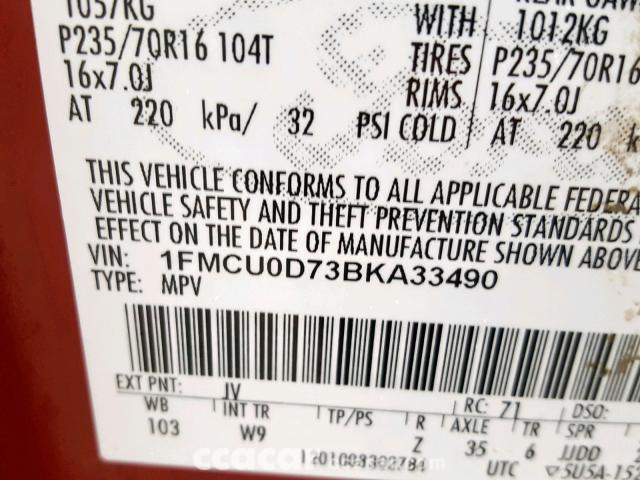 1057KG
WITH 1012KG
P235/70R16 104T TIRES P235/70R16
16x7.0J RIMS 16x7.0J
AT 220 kPa/ 32 PSI COLD AT 220
THIS VEHICLE CONFORMS TO ALL APPLICABLE FEDERA
VEHICLE SAFETY AND THEFT PREVENTION STANDARDS
EFFECT ON THE DATE OF MANUFACTURE SHOWN ABOVE
VIN: 1FMCU0D73BKA33490
TYPE: MPV
EXT PNT: JV RC: 71 DSO:
WB INT TR TP/PS R AXLE TR SPR
103 W9 Z 35 6 JJDD
UTC